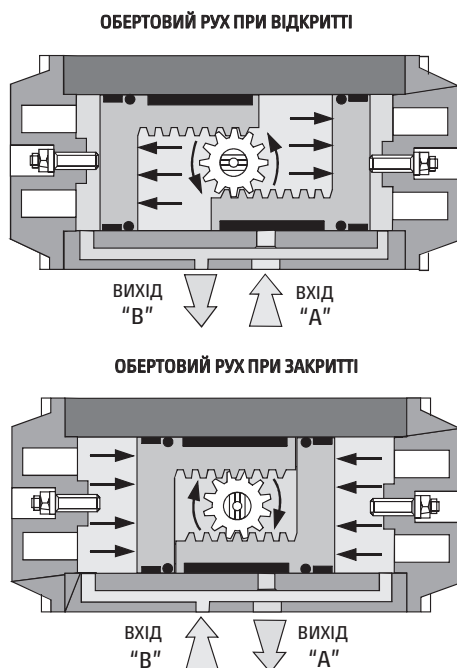 ОБЕРТОВИЙ РУХ ПРИ ВІДКРИТТІ
ВИХІД
“B”
ВХІД
“A”
ОБЕРТОВИЙ РУХ ПРИ ЗАКРИТТІ
ВХІД
“B”
ВИХІД
“A”